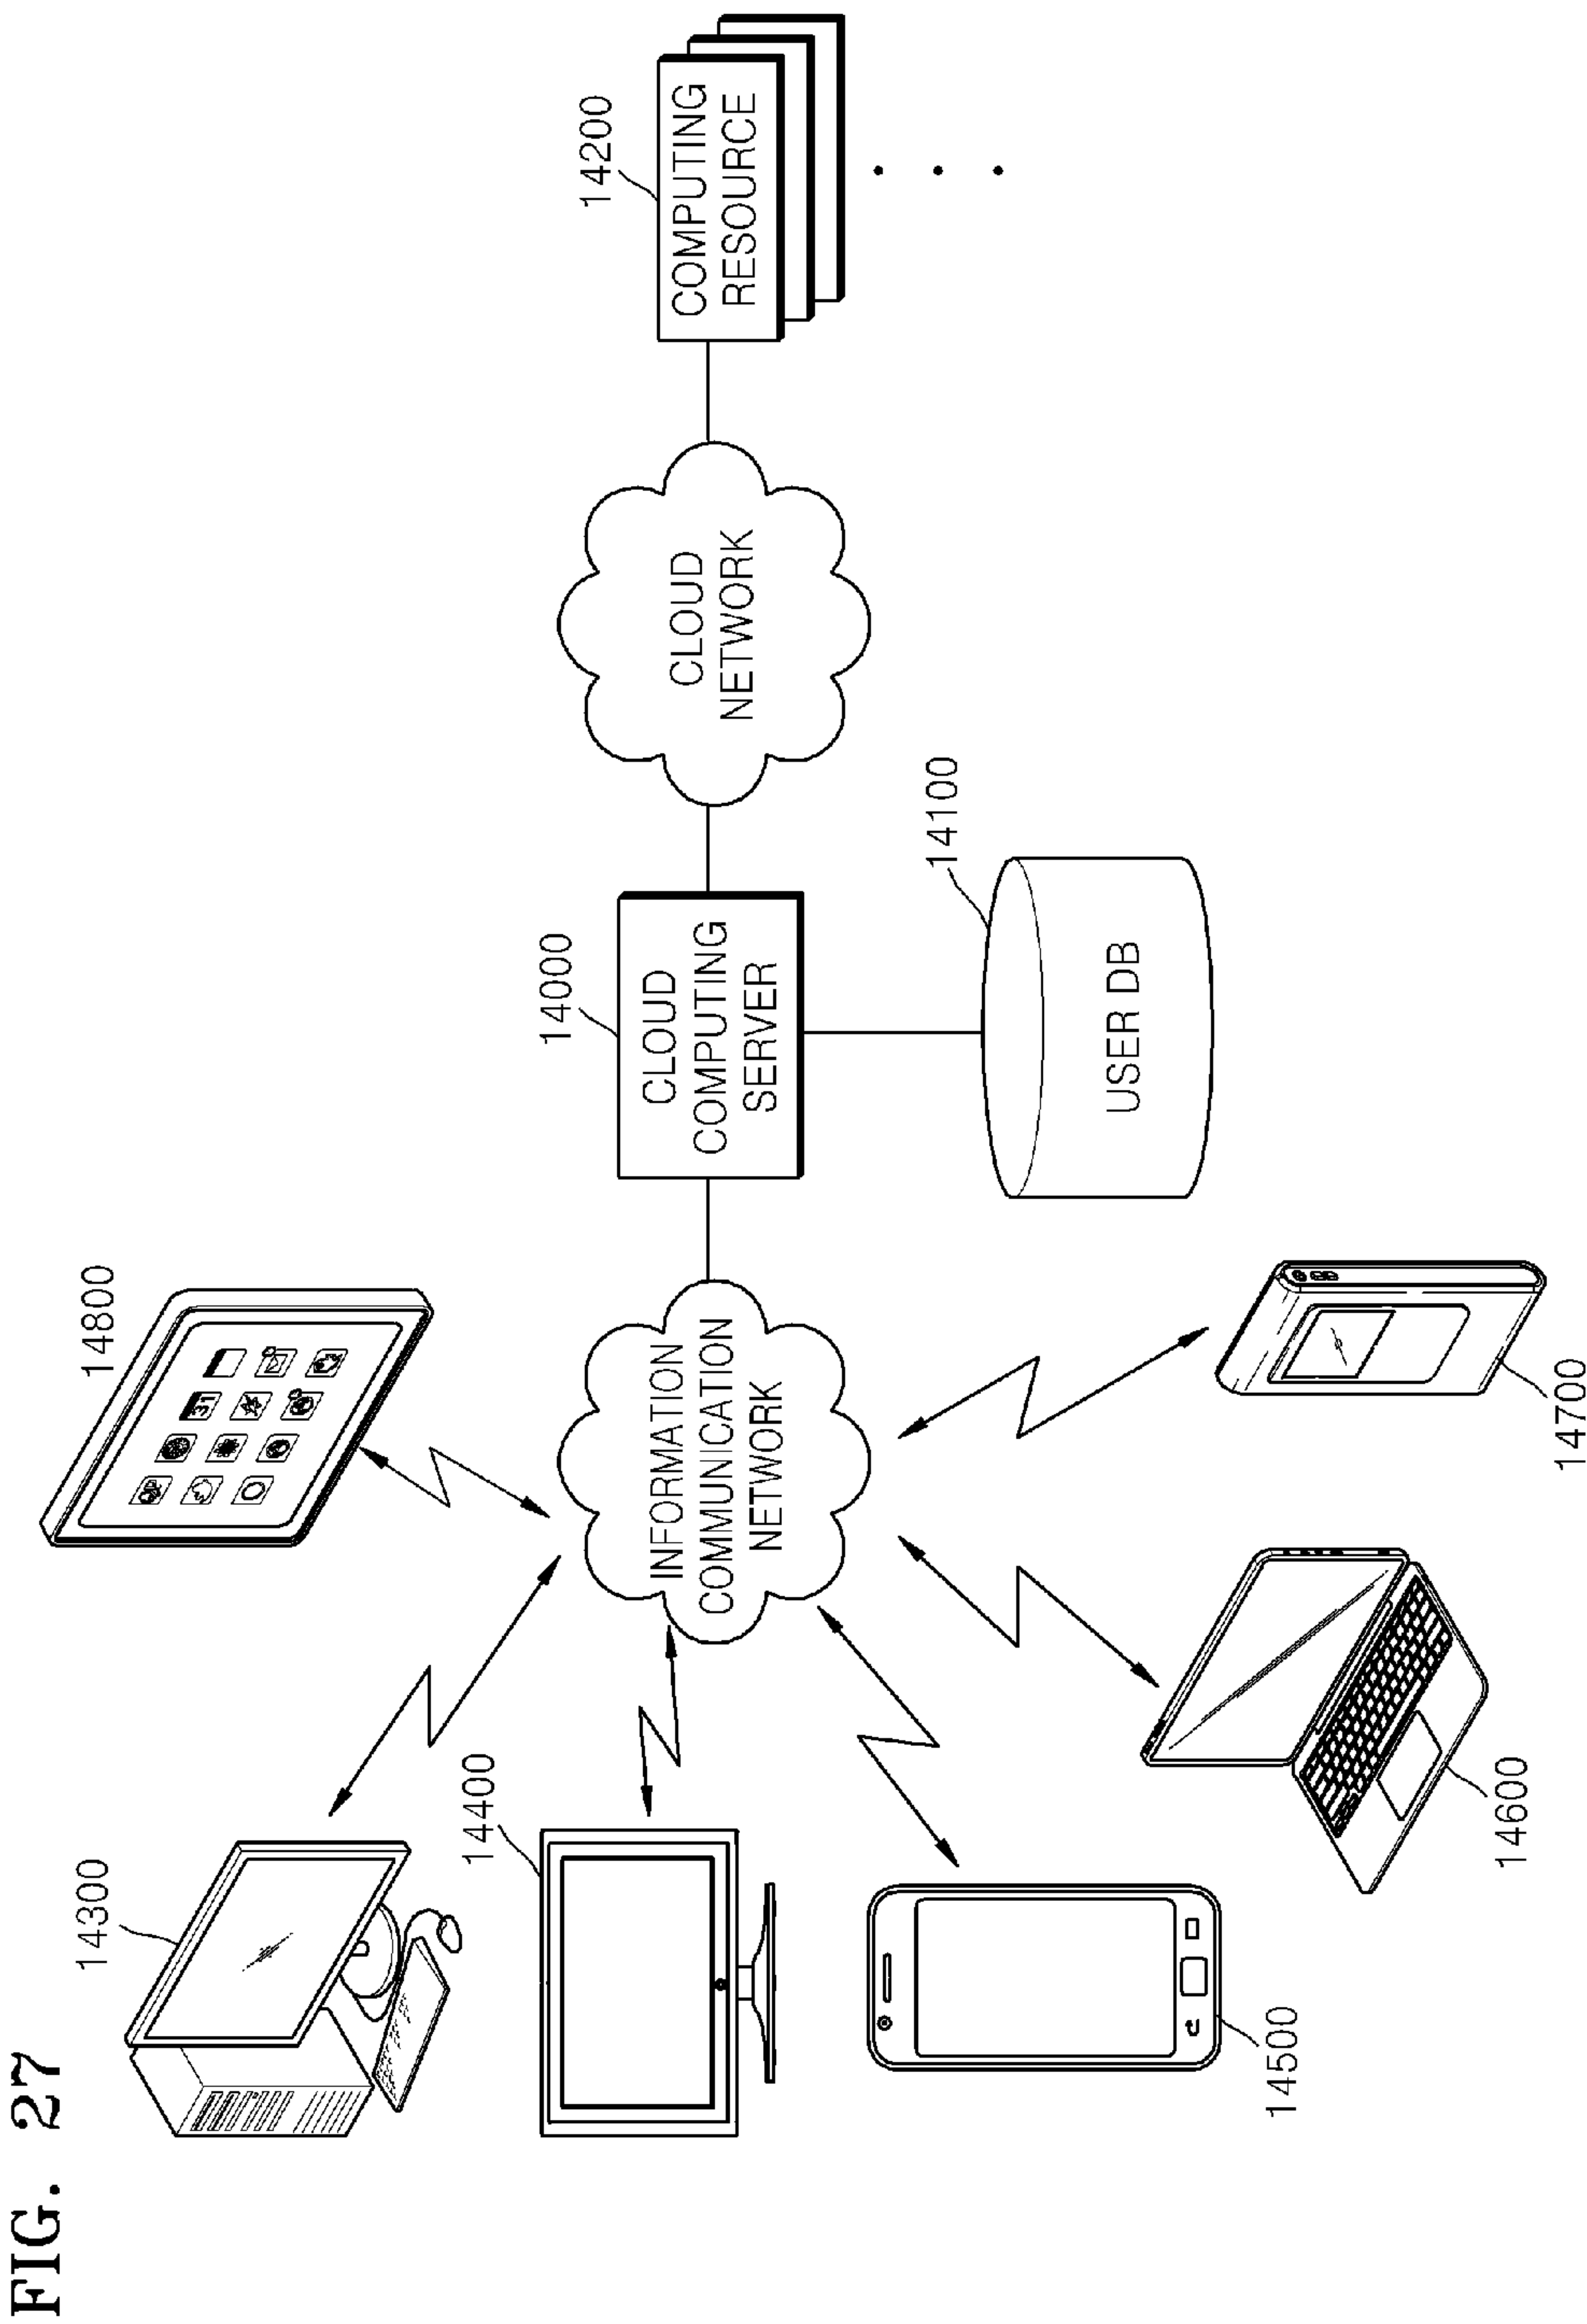 FIG. 27
14300
14800
14400
14000
14200
INFORMATION
COMMUNICATION
NETWORK
CLOUD
COMPUTING
SERVER
CLOUD
NETWORK
COMPUTING
RESOURCE
14100
USER DB
14500
14600
14700
31